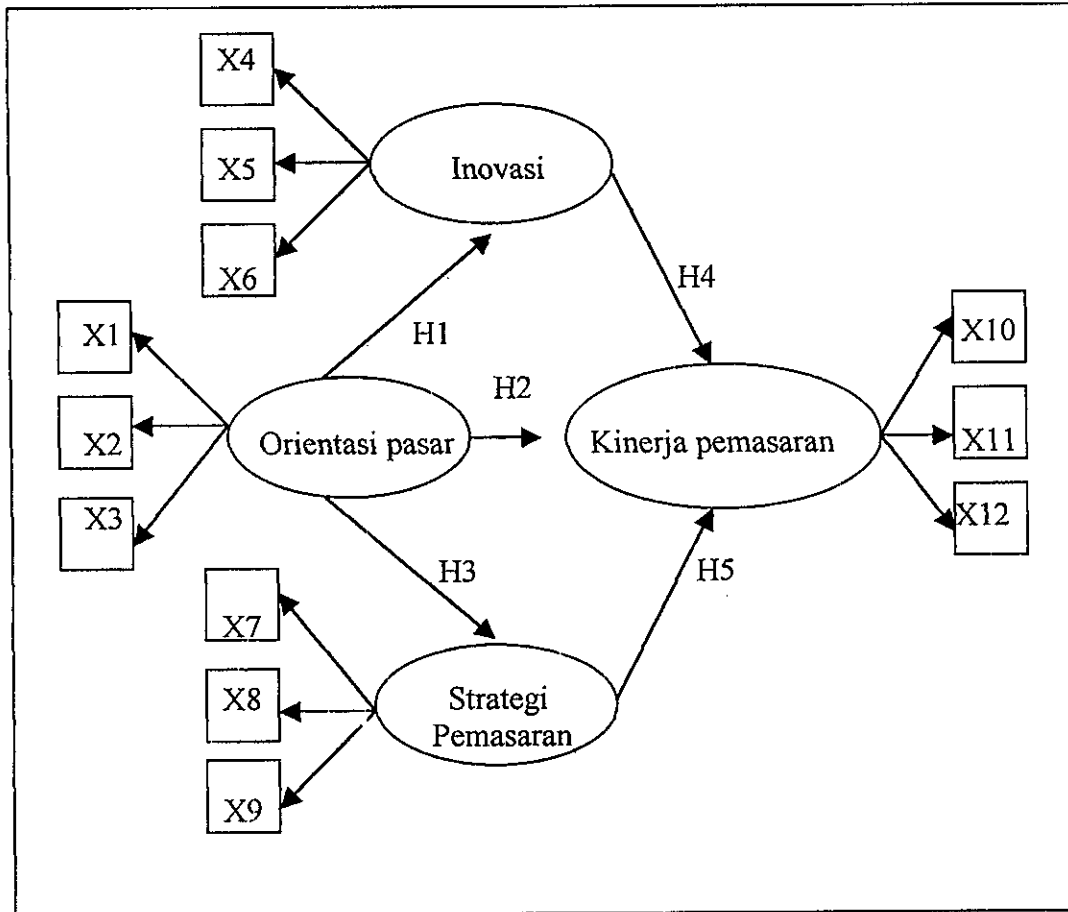 X4
X5
Inovasi
X6
H4
X1
H1
X10
H2
X2
Orientasi pasar
Kinerja pemasaran
X11
X3
X12
H3
H5
X7
X8
Strategi
Pemasaran
X9